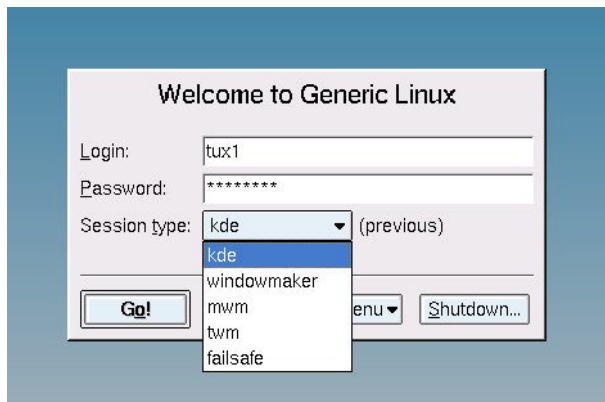 Welcome to Generic Linux
Login: tux1
Password: ********
Session type: kde (previous)
kde
windowmaker
mwm
twm
failsafe
Go! enu Shutdown...